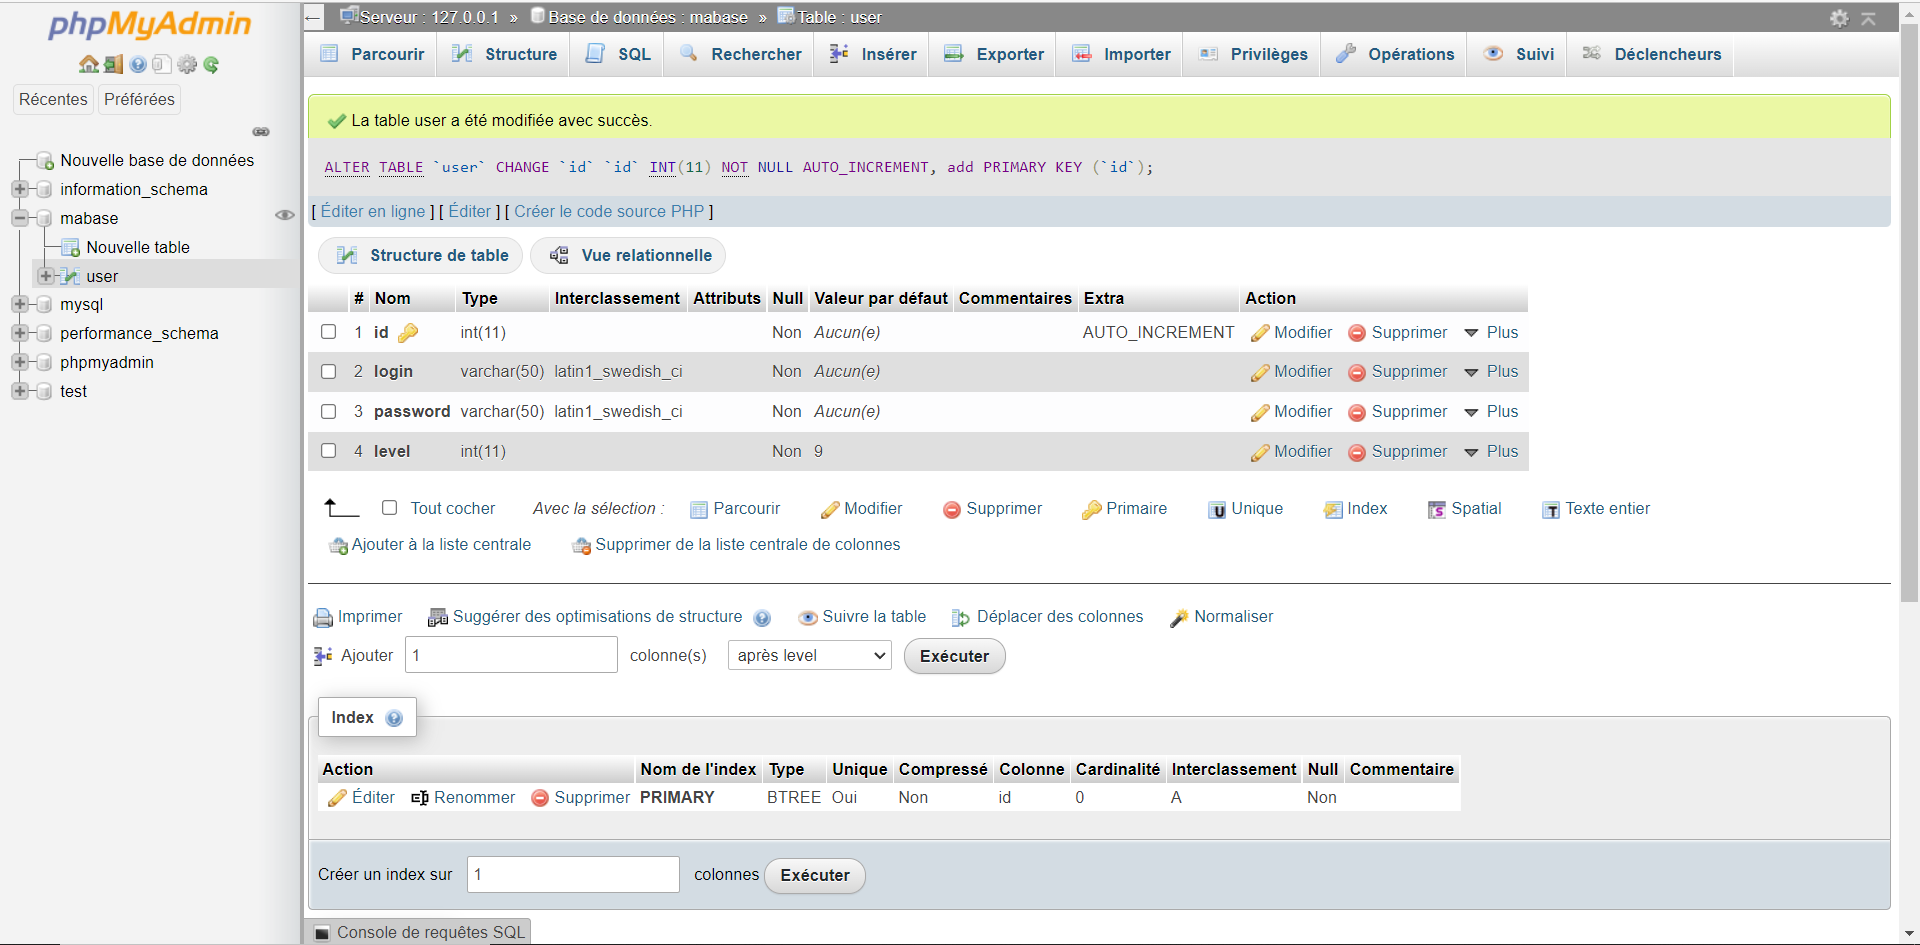 phpMyAdmin
Récentes Préférées
Nouvelle base de données
information_schema
mabase
Nouvelle table
user
mysql
performance_schema
phpmyadmin
test
← Serveur : 127.0.0.1 » Base de données : mabase » Table : user
Parcourir Structure SQL Rechercher Insérer Exporter Importer Privilèges Opérations Suivi Déclencheurs
La table user a été modifiée avec succès.
ALTER TABLE `user` CHANGE `id` `id` INT(11) NOT NULL AUTO_INCREMENT, add PRIMARY KEY (`id`);
[ Éditer en ligne ] [ Éditer ] [ Créer le code source PHP ]
Structure de table Vue relationnelle
# Nom Type Interclassement Attributs Null Valeur par défaut Commentaires Extra Action
1 id int(11) Non Aucun(e) AUTO_INCREMENT Modifier Supprimer Plus
2 login varchar(50) latin1_swedish_ci Non Aucun(e) Modifier Supprimer Plus
3 password varchar(50) latin1_swedish_ci Non Aucun(e) Modifier Supprimer Plus
4 level int(11) Non 9 Modifier Supprimer Plus
Tout cocher Avec la sélection : Parcourir Modifier Supprimer Primaire Unique Index Spatial Texte entier
Ajouter à la liste centrale Supprimer de la liste centrale de colonnes
Imprimer Suggérer des optimisations de structure Suivre la table Déplacer des colonnes Normaliser
Ajouter 1 colonne(s) après level Exécuter
Index
Action Nom de l'index Type Unique Compressé Colonne Cardinalité Interclassement Null Commentaire
Éditer Renommer Supprimer PRIMARY BTREE Oui Non id 0 A Non
Créer un index sur 1 colonnes Exécuter
Console de requêtes SQL